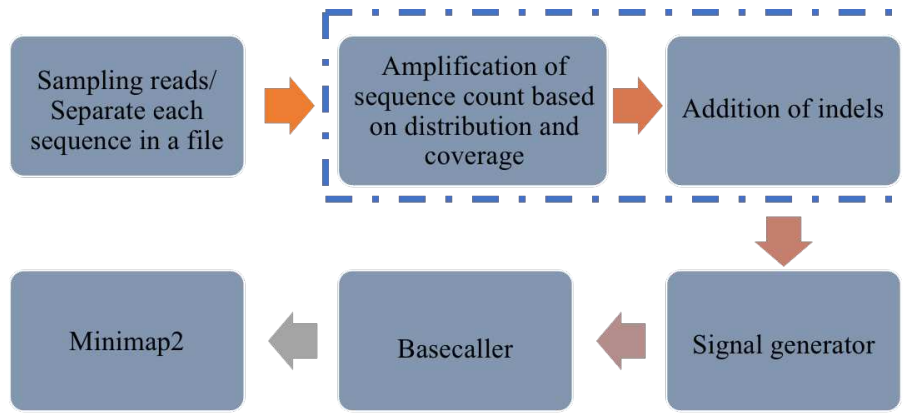 Sampling reads/
Separate each
sequence in a file
Amplification of
sequence count based
on distribution and
coverage
Addition of indels
Signal generator
Basecaller
Minimap2